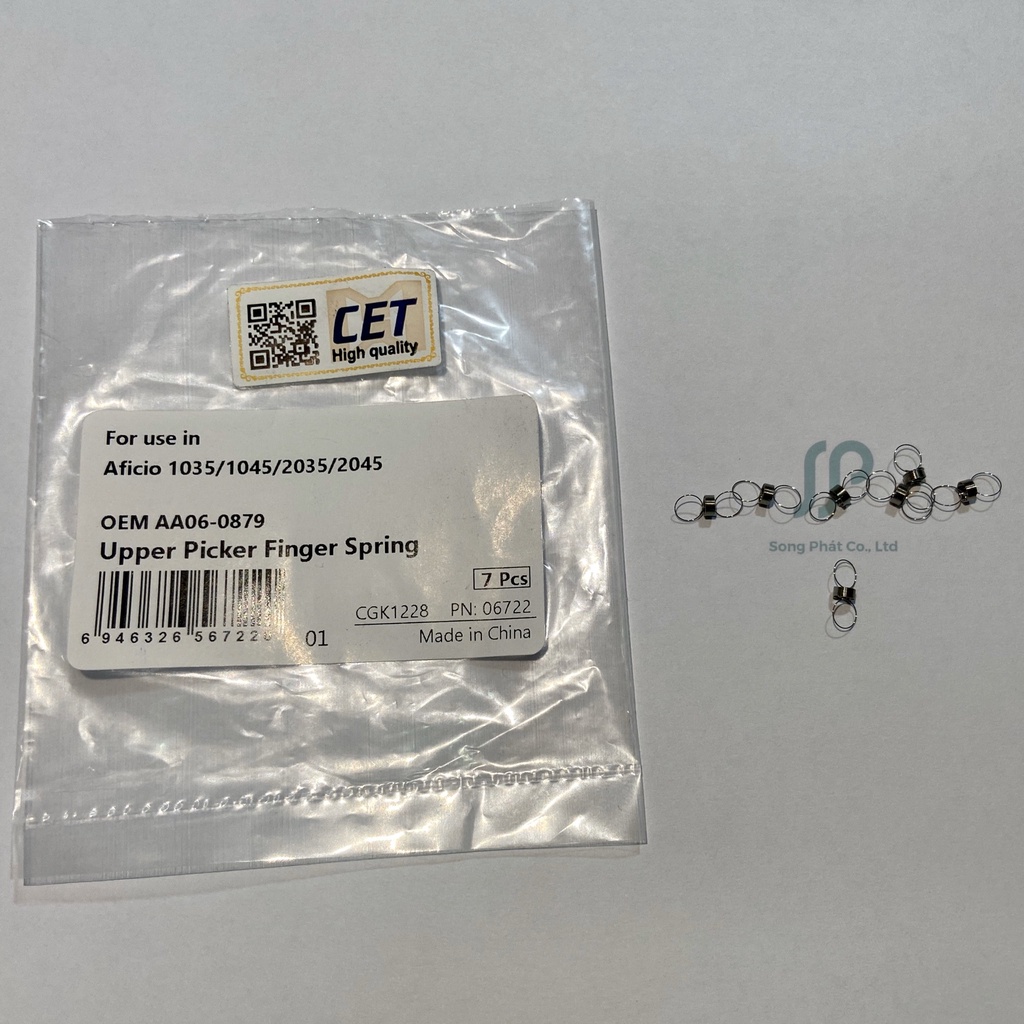 CET
High quality
For use in
Aficio 1035/1045/2035/2045
OEM AA06-0879
Upper Picker Finger Spring
7 Pcs
CGK1228 PN: 06722
6 946326 56722
01
Made in China
SP
Song Phát Co., Ltd